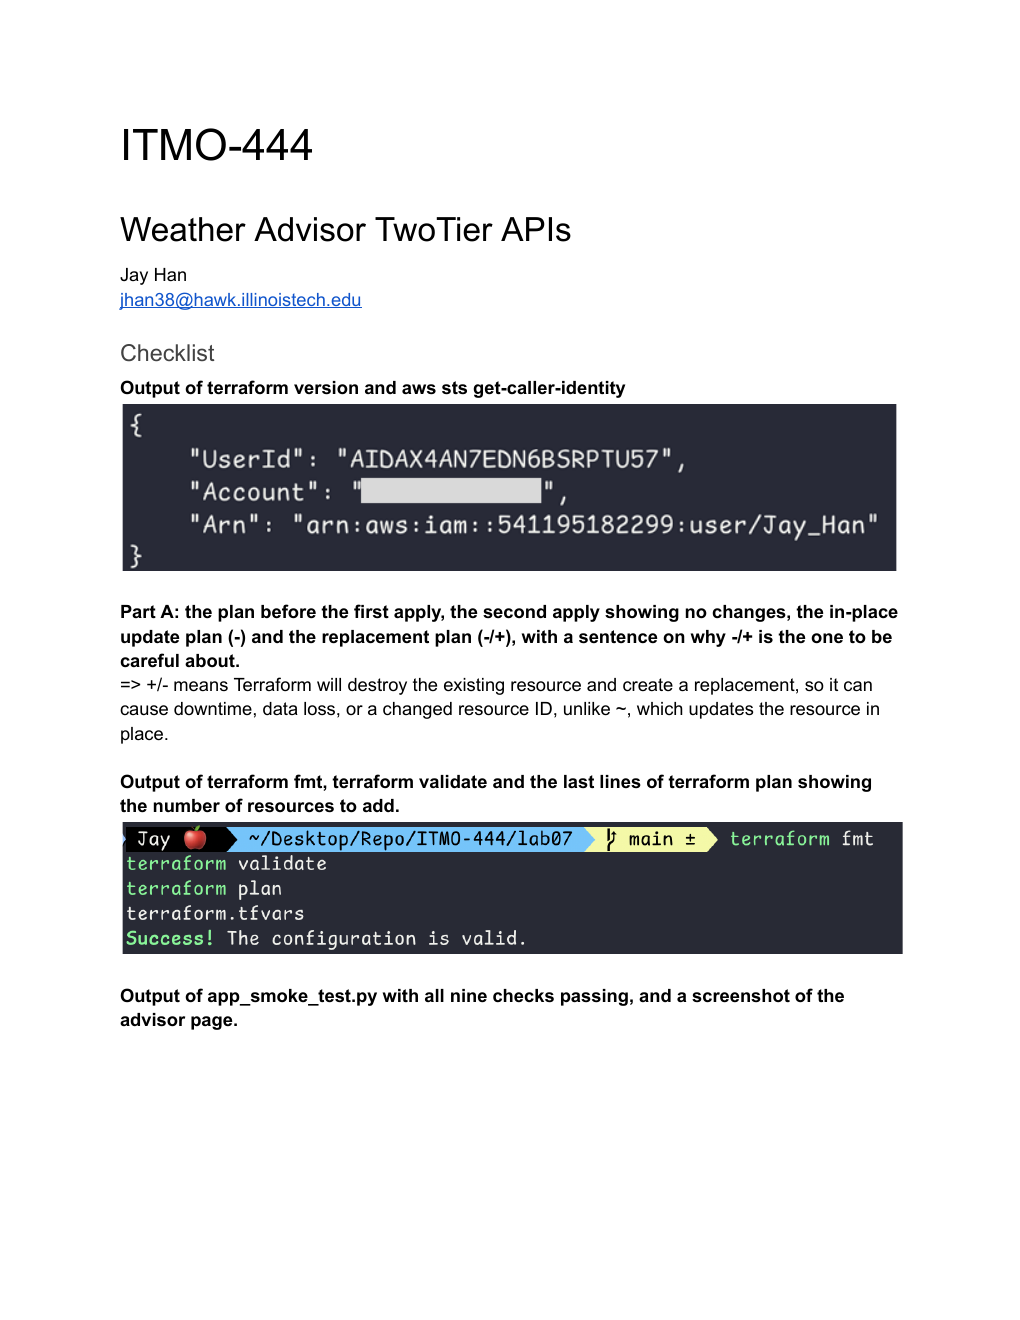 ITMO-444
Weather Advisor TwoTier APIs
Jay Han
jhan38@hawk.illinoistech.edu
Checklist
Output of terraform version and aws sts get-caller-identity
{
"UserId": "AIDAX4AN7EDN6BSRPTU57",
"Account": "",
"Arn": "arn:aws:iam::541195182299:user/Jay_Han"
}
Part A: the plan before the first apply, the second apply showing no changes, the in-place
update plan (-) and the replacement plan (-/+), with a sentence on why -/+ is the one to be
careful about.
=> +/- means Terraform will destroy the existing resource and create a replacement, so it can
cause downtime, data loss, or a changed resource ID, unlike ~, which updates the resource in
place.
Output of terraform fmt, terraform validate and the last lines of terraform plan showing
the number of resources to add.
Jay 🍎 ~/Desktop/Repo/ITMO-444/lab07 main ± terraform fmt
terraform validate
terraform plan
terraform.tfvars
Success! The configuration is valid.
Output of app_smoke_test.py with all nine checks passing, and a screenshot of the
advisor page.